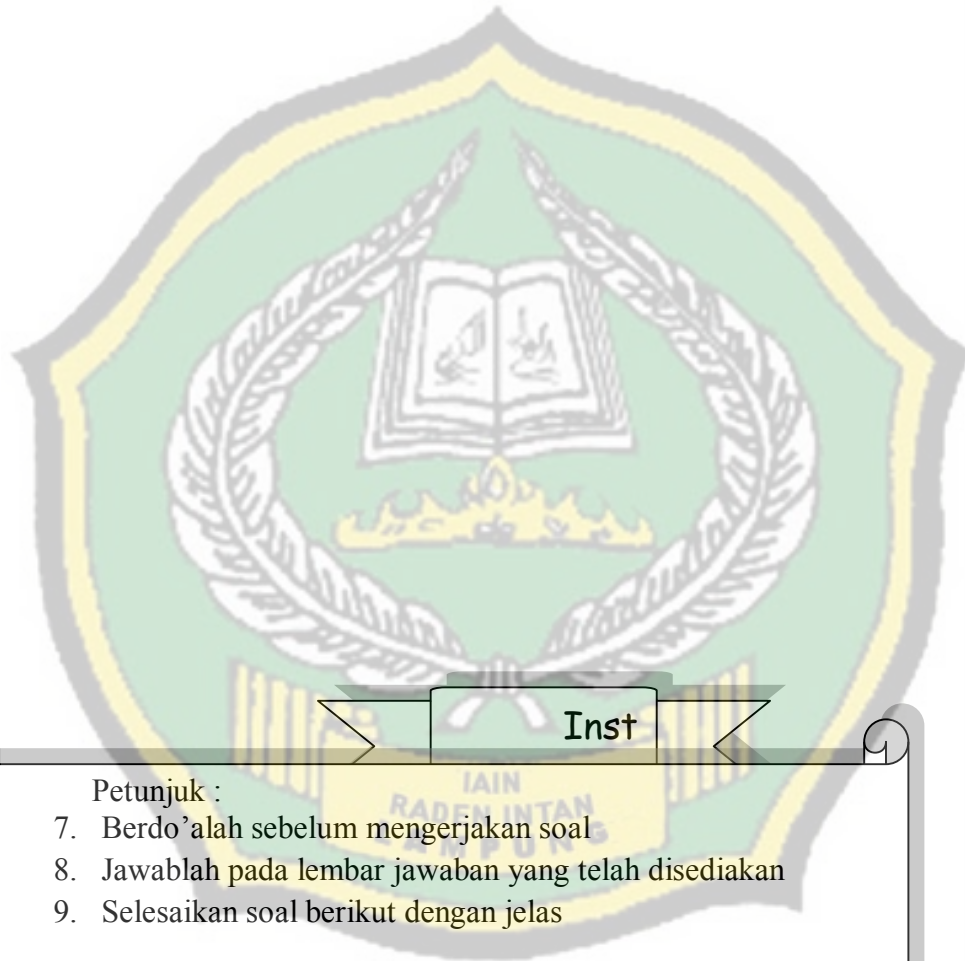 Inst
IAIN
RADEN INTAN
LAMPUNG
Petunjuk :
7. Berdo’alah sebelum mengerjakan soal
8. Jawablah pada lembar jawaban yang telah disediakan
9. Selesaikan soal berikut dengan jelas